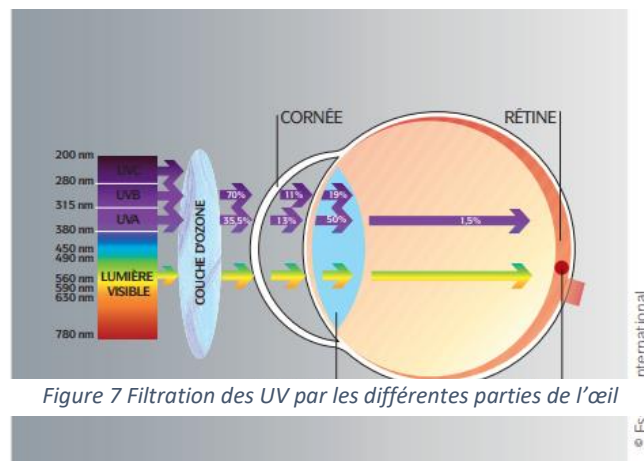 CORNÉE
RÉTINE
200 nm
UVC
280 nm
UVB
70%
11%
19%
315 nm
UVA
35,5%
13%
50%
1,5%
380 nm
450 nm
490 nm
LUMIÈRE
VISIBLE
560 nm
590 nm
630 nm
780 nm
COUCHE D'OZONE
Figure 7 Filtration des UV par les différentes parties de l'œil